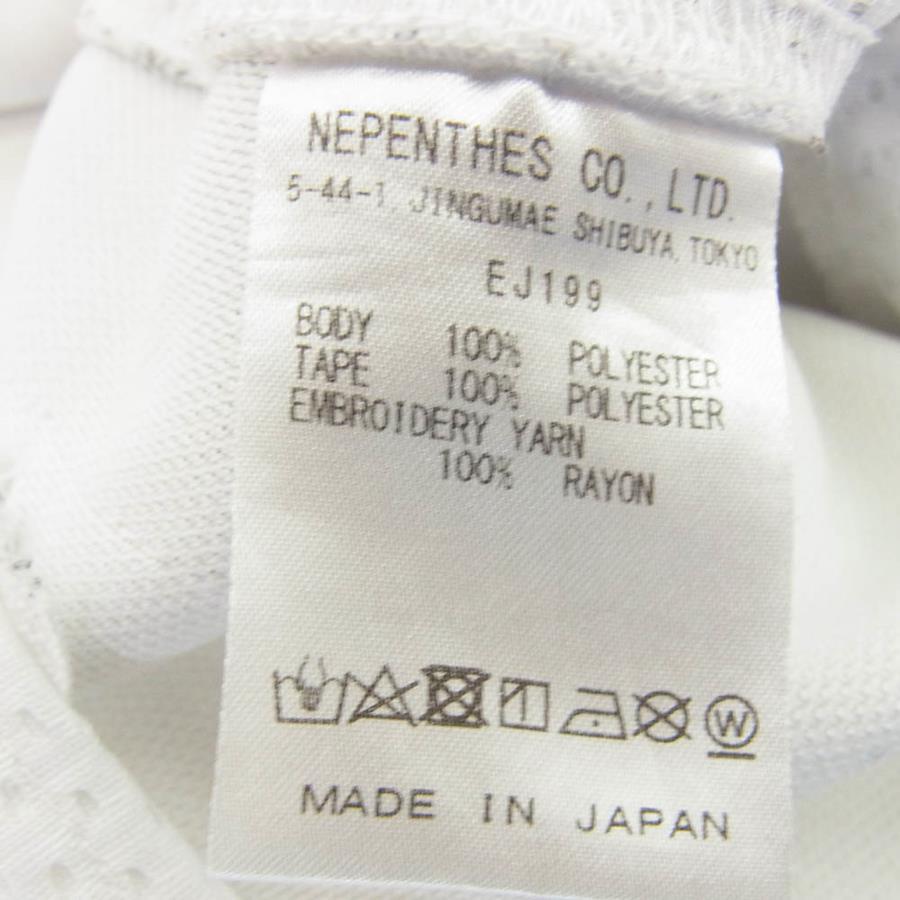 NEPENTHES CO., LTD.
5-44-1, JINGUMAE SHIBUYA, TOKYO
EJ199
BODY 100% POLYESTER
TAPE 100% POLYESTER
EMBROIDERY YARN
100% RAYON
W
MADE IN JAPAN